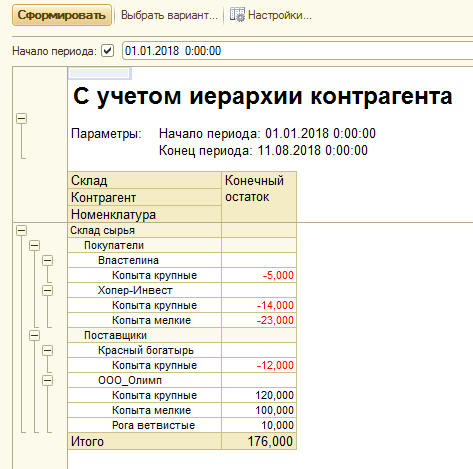 Сформировать Выбрать вариант... Настройки...
Начало периода: 01.01.2018 0:00:00
С учетом иерархии контрагента
Параметры: Начало периода: 01.01.2018 0:00:00
Конец периода: 11.08.2018 0:00:00
Склад Конечный
Контрагент остаток
Номенклатура
Склад сырья
Покупатели
Властелина
Копыта крупные -5,000
Хопер-Инвест
Копыта крупные -14,000
Копыта мелкие -23,000
Поставщики
Красный богатырь
Копыта крупные -12,000
ООО_Олимп
Копыта крупные 120,000
Копыта мелкие 100,000
Рога ветвистые 10,000
Итого 176,000